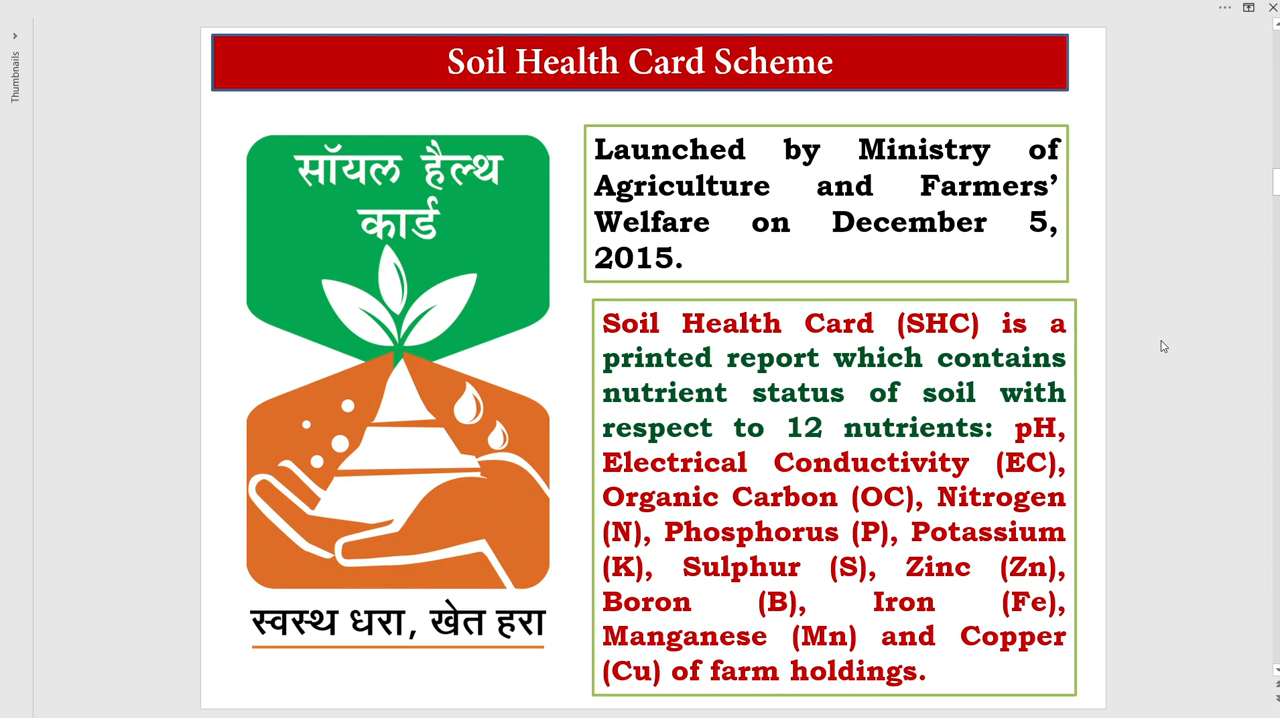 Thumbnails
Soil Health Card Scheme
सॉयल हैल्थ
कार्ड
स्वस्थ धरा, खेत हरा
Launched by Ministry of
Agriculture and Farmers’
Welfare on December 5,
2015.
Soil Health Card (SHC) is a
printed report which contains
nutrient status of soil with
respect to 12 nutrients: pH,
Electrical Conductivity (EC),
Organic Carbon (OC), Nitrogen
(N), Phosphorus (P), Potassium
(K), Sulphur (S), Zinc (Zn),
Boron (B), Iron (Fe),
Manganese (Mn) and Copper
(Cu) of farm holdings.